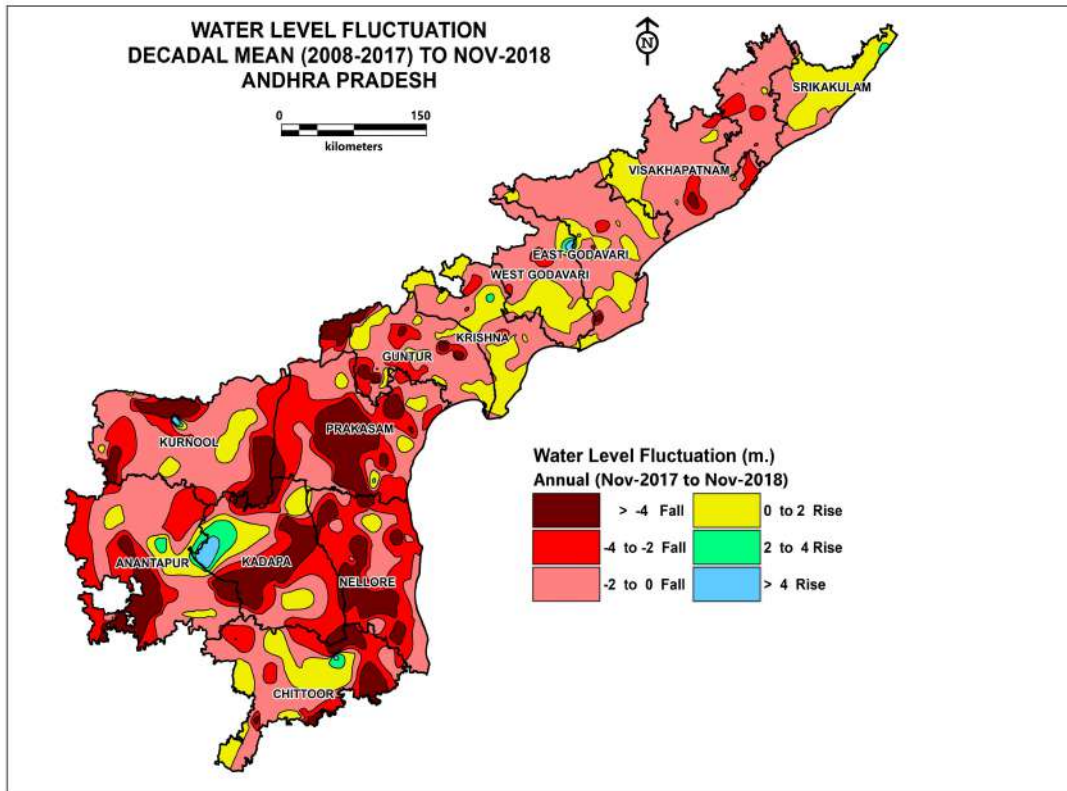 WATER LEVEL FLUCTUATION
DECADAL MEAN (2008-2017) TO NOV-2018
ANDHRA PRADESH
N
0 150
kilometers
SRIKAKULAM
VISAKHAPATNAM
EAST GODAVARI
WEST GODAVARI
KRISHNA
GUNTUR
PRAKASAM
KURNOOL
ANANTAPUR
KADAPA
NELLORE
CHITTOOR
Water Level Fluctuation (m.)
Annual (Nov-2017 to Nov-2018)
> -4 Fall
0 to 2 Rise
-4 to -2 Fall
2 to 4 Rise
-2 to 0 Fall
> 4 Rise